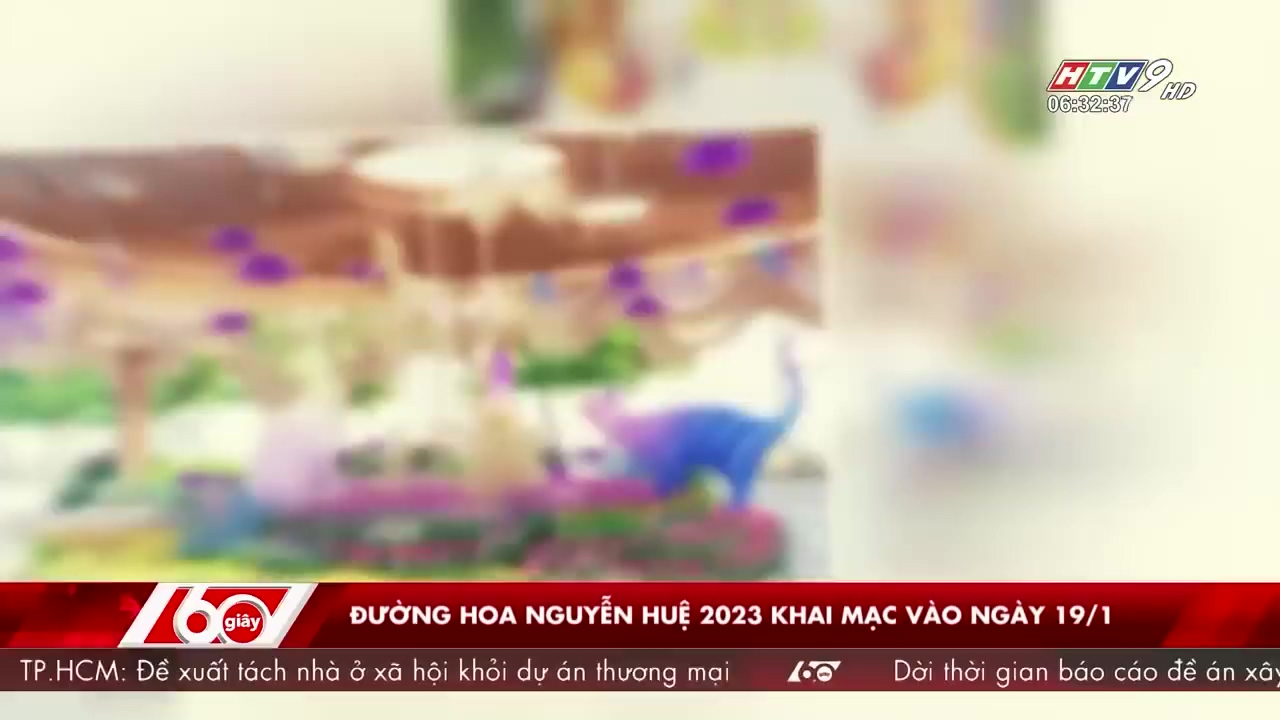 HTV9 HD
06:32:37
60 giây
ĐƯỜNG HOA NGUYỄN HUỆ 2023 KHAI MẠC VÀO NGÀY 19/1
TP.HCM: Đề xuất tách nhà ở xã hội khỏi dự án thương mại 60 Dời thời gian báo cáo đề án xây